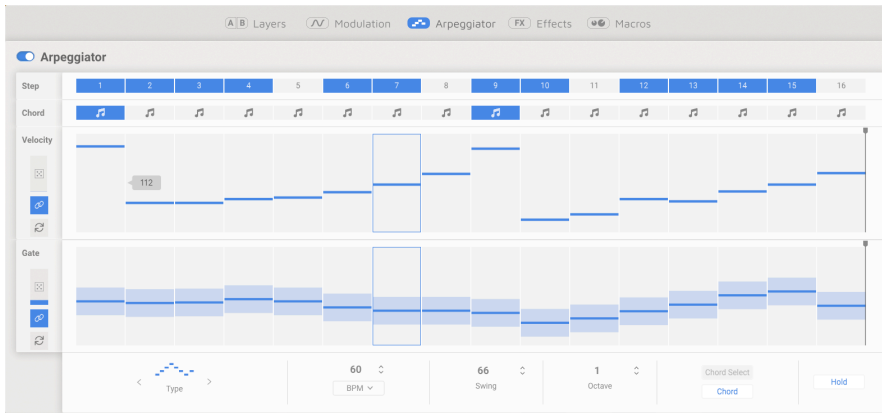 A B Layers Modulation Arpeggiator FX Effects Macros
Arpeggiator
Step 1 2 3 4 5 6 7 8 9 10 11 12 13 14 15 16
Chord
Velocity
112
Gate
60 66 1 Chord Select
Type BPM Swing Octave Chord Hold